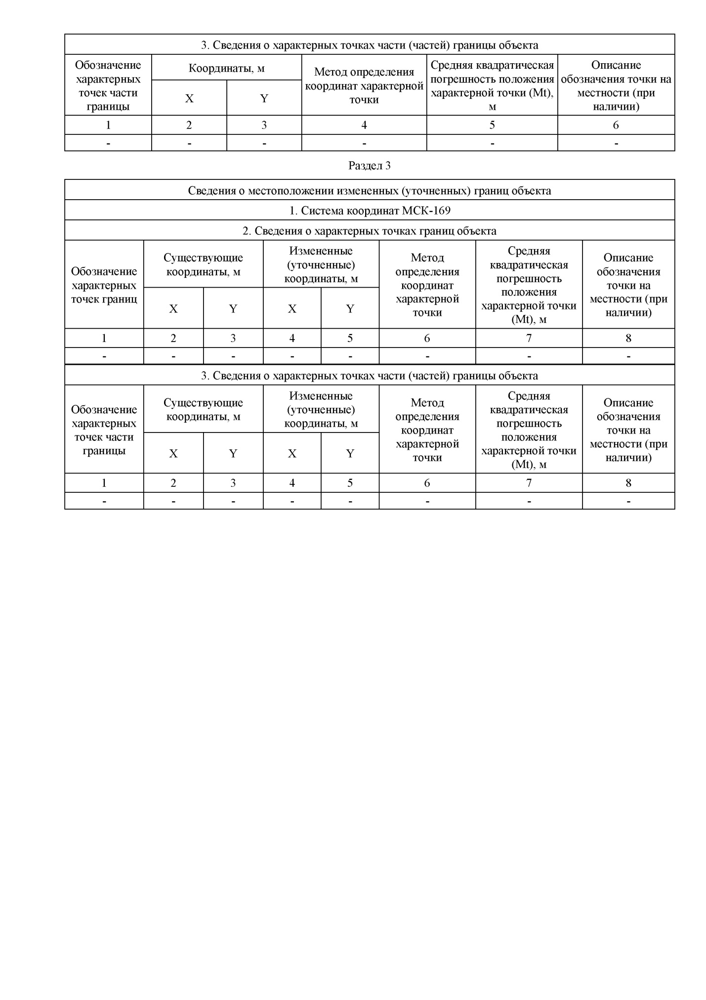 3. Сведения о характерных точках части (частей) границы объекта
Обозначение
характерных
точек части
границы
Координаты, м
X
Y
Метод определения
координат характерной
точки
Средняя квадратическая
погрешность положения
характерной точки (Mt),
м
Описание
обозначения точки на
местности (при
наличии)
1 2 3 4 5 6
- - - - - -
Раздел 3
Сведения о местоположении измененных (уточненных) границ объекта
1. Система координат МСК-169
2. Сведения о характерных точках границ объекта
Обозначение
характерных
точек границ
Существующие
координаты, м
X
Y
Измененные
(уточненные)
координаты, м
X
Y
Метод
определения
координат
характерной
точки
Средняя
квадратическая
погрешность
положения
характерной точки
(Mt), м
Описание
обозначения
точки на
местности (при
наличии)
1 2 3 4 5 6 7 8
- - - - - - - -
3. Сведения о характерных точках части (частей) границы объекта
Обозначение
характерных
точек части
границы
Существующие
координаты, м
X
Y
Измененные
(уточненные)
координаты, м
X
Y
Метод
определения
координат
характерной
точки
Средняя
квадратическая
погрешность
положения
характерной точки
(Mt), м
Описание
обозначения
точки на
местности (при
наличии)
1 2 3 4 5 6 7 8
- - - - - - - -